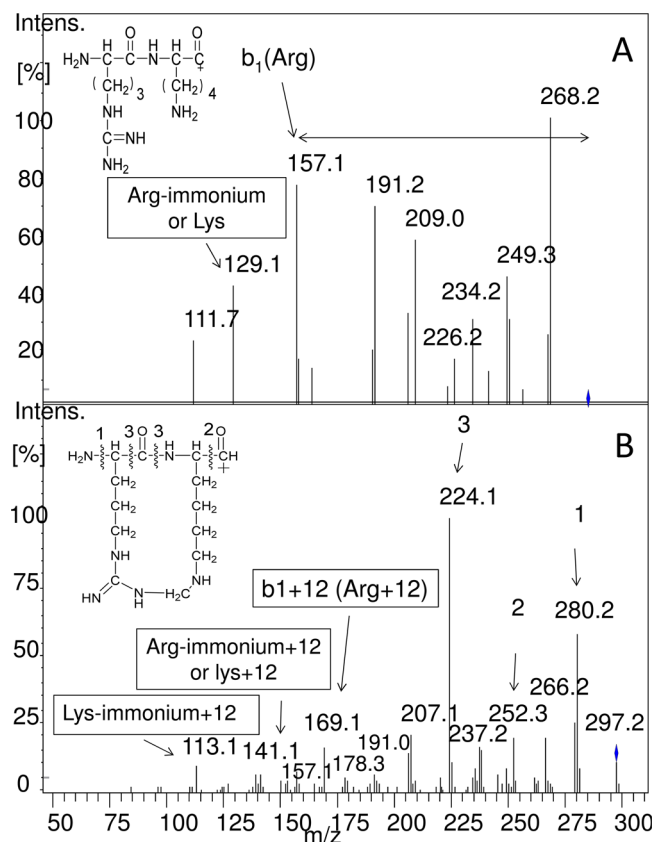 Intens.
[%]
A
H O H O
H₂N C C N C C
+
(CH₂)₃ (CH₂)₄
NH NH₂
C=NH
NH₂
b₁(Arg)
268.2
100
157.1
80
Arg-immonium
or Lys
191.2
209.0
60
129.1
249.3
234.2
40
111.7
226.2
20
Intens.
[%]
B
1 H 3 O 3 H 2 O
H₂N C N CH
+
CH₂ CH₂
CH₂ CH₂
CH₂ CH₂
NH CH₂
NH
HN N H₂C
H
3
224.1
1
100
b1+12 (Arg+12)
75
2
280.2
Arg-immonium+12
or lys+12
50
266.2
Lys-immonium+12
169.1
207.1
252.3
297.2
25
113.1
141.1
191.0
237.2
157.1
178.3
0
50 75 100 125 150 175 200 225 250 275 300
m/z